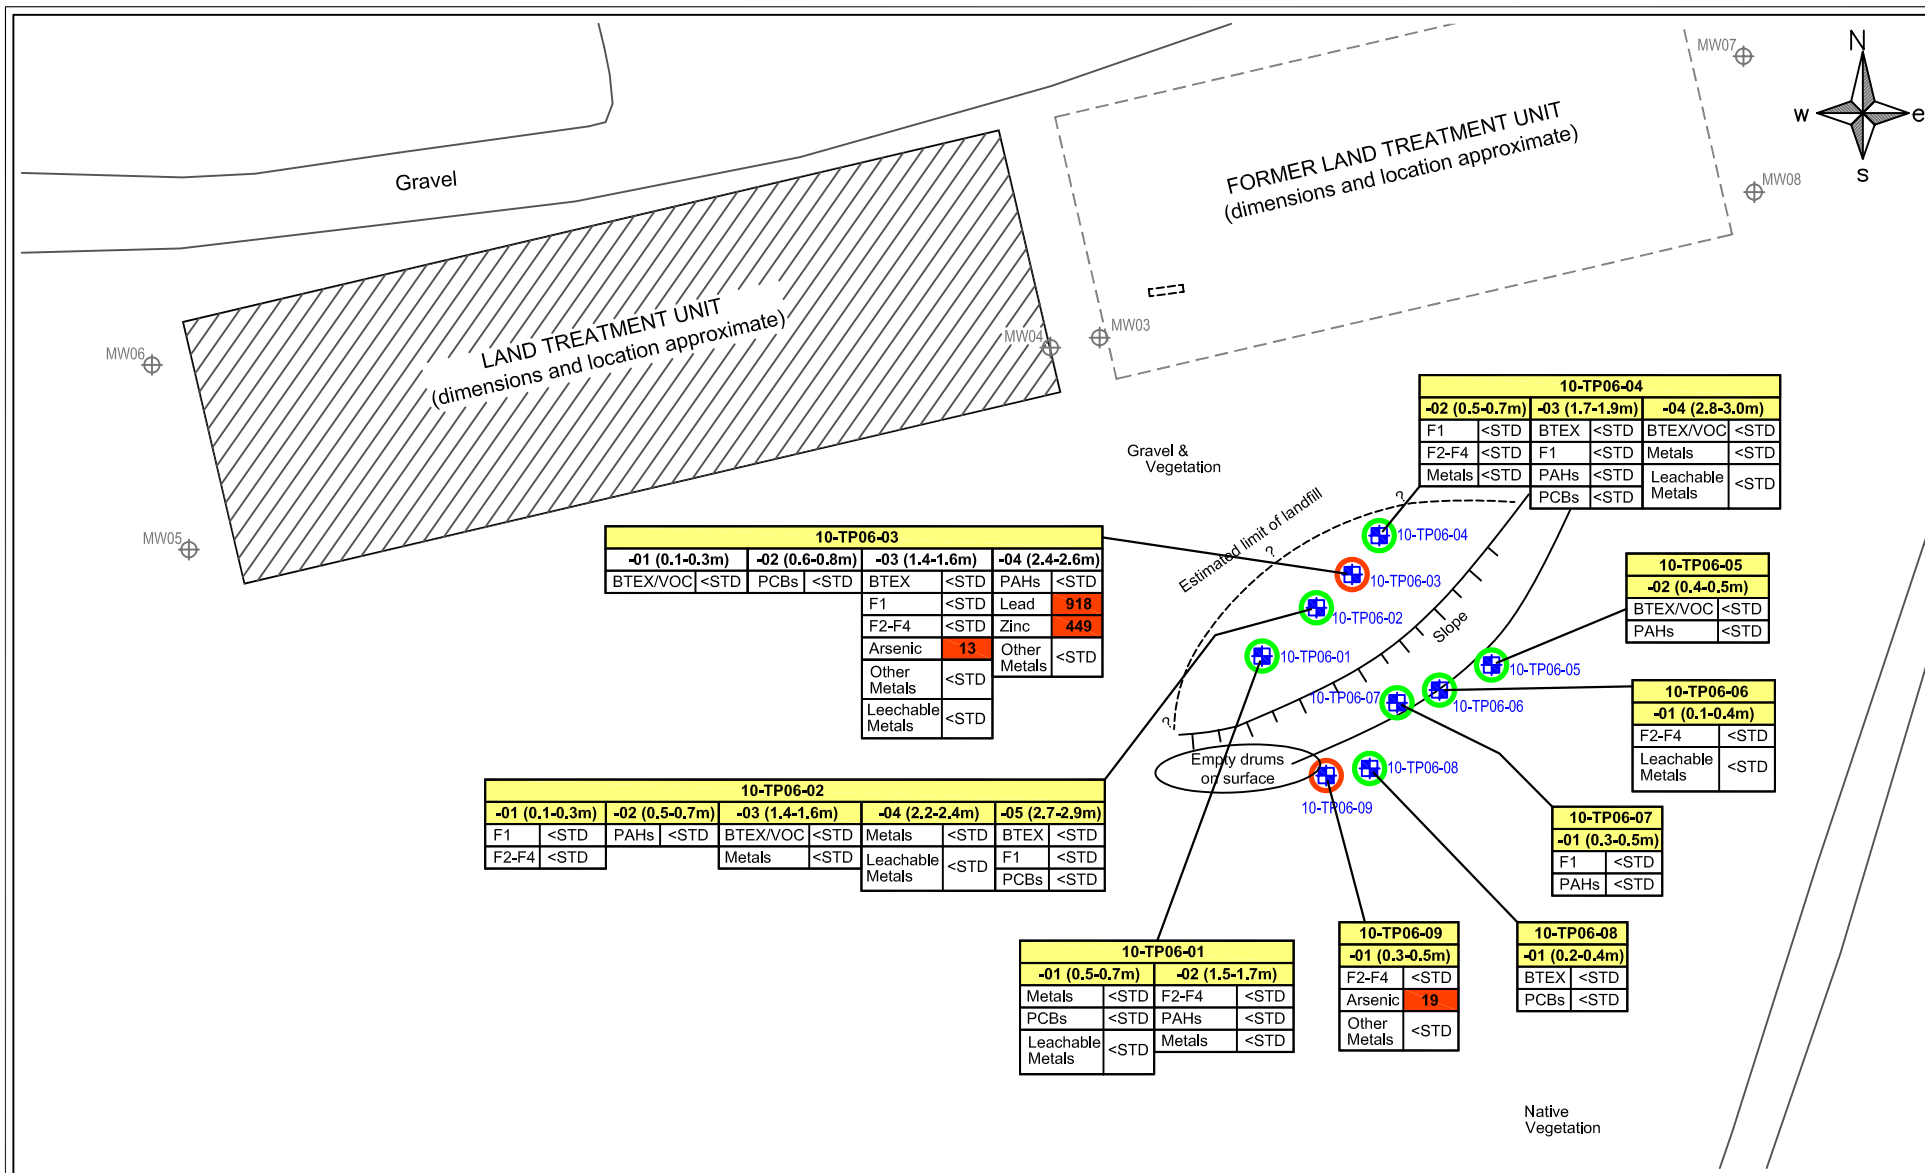 MW07
N
W
e
S
FORMER LAND TREATMENT UNIT
(dimensions and location approximate)
MW08
Gravel
LAND TREATMENT UNIT
(dimensions and location approximate)
MW06
MW04
MW03
MW05
Gravel &
Vegetation
10-TP06-04
-02 (0.5-0.7m) -03 (1.7-1.9m) -04 (2.8-3.0m)
F1 <STD BTEX <STD BTEX/VOC <STD
F2-F4 <STD F1 <STD Metals <STD
Metals <STD PAHs <STD Leachable Metals <STD
PCBs <STD
Estimated limit of landfill
?
?
?
10-TP06-04
10-TP06-03
10-TP06-02
10-TP06-01
Slope
10-TP06-05
10-TP06-06
10-TP06-07
10-TP06-08
10-TP06-09
Empty drums
on surface
10-TP06-03
-01 (0.1-0.3m) -02 (0.6-0.8m) -03 (1.4-1.6m) -04 (2.4-2.6m)
BTEX/VOC <STD PCBs <STD BTEX <STD PAHs <STD
F1 <STD Lead 918
F2-F4 <STD Zinc 449
Arsenic 13 Other Metals <STD
Other Metals <STD
Leechable Metals <STD
10-TP06-05
-02 (0.4-0.5m)
BTEX/VOC <STD
PAHs <STD
10-TP06-06
-01 (0.1-0.4m)
F2-F4 <STD
Leachable Metals <STD
10-TP06-02
-01 (0.1-0.3m) -02 (0.5-0.7m) -03 (1.4-1.6m) -04 (2.2-2.4m) -05 (2.7-2.9m)
F1 <STD PAHs <STD BTEX/VOC <STD Metals <STD BTEX <STD
F2-F4 <STD Metals <STD Leachable Metals <STD F1 <STD
PCBs <STD
10-TP06-07
-01 (0.3-0.5m)
F1 <STD
PAHs <STD
10-TP06-01
-01 (0.5-0.7m) -02 (1.5-1.7m)
Metals <STD F2-F4 <STD
PCBs <STD PAHs <STD
Leachable Metals <STD Metals <STD
10-TP06-09
-01 (0.3-0.5m)
F2-F4 <STD
Arsenic 19
Other Metals <STD
10-TP06-08
-01 (0.2-0.4m)
BTEX <STD
PCBs <STD
Native
Vegetation